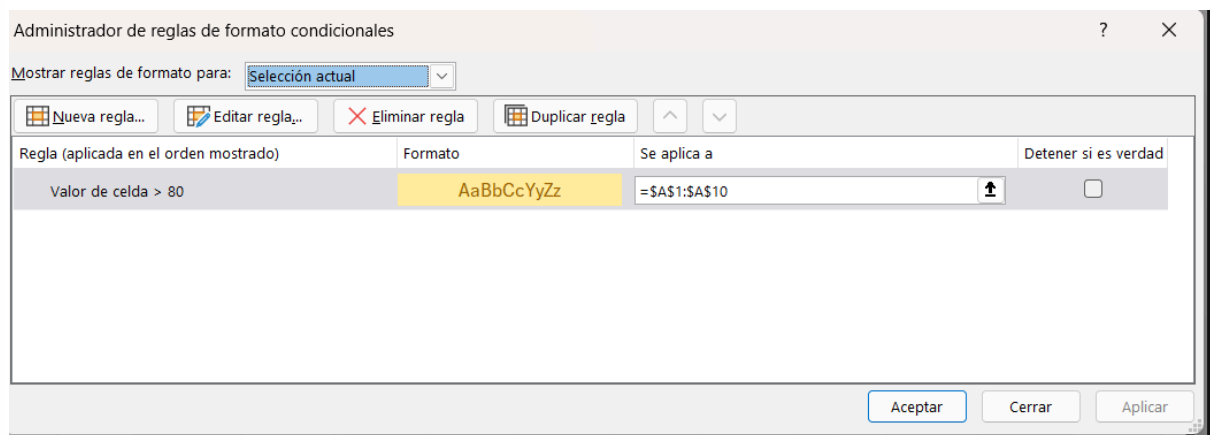 Administrador de reglas de formato condicionales ?
Mostrar reglas de formato para: Selección actual
Nueva regla... Editar regla... Eliminar regla Duplicar regla
Regla (aplicada en el orden mostrado) Formato Se aplica a Detener si es verdad
Valor de celda > 80 AaBbCcYyZz =$A$1:$A$10
Aceptar Cerrar Aplicar